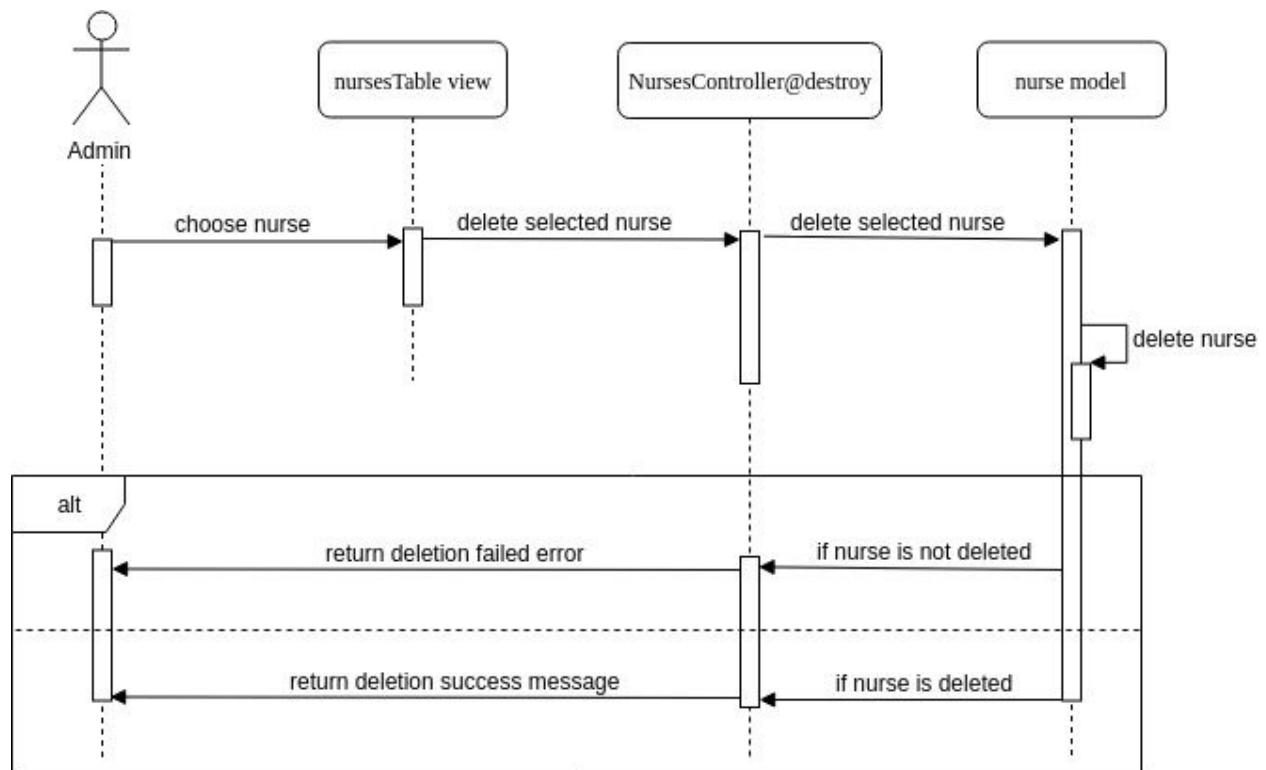 nursesTable view
NursesController@destroy
nurse model
Admin
choose nurse
delete selected nurse
delete selected nurse
delete nurse
alt
return deletion failed error
if nurse is not deleted
return deletion success message
if nurse is deleted